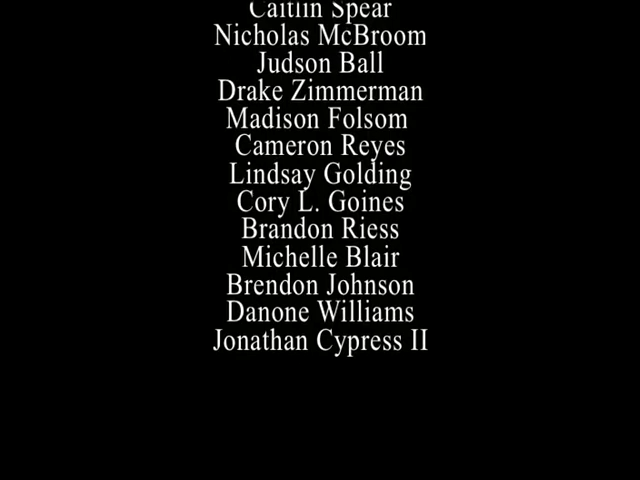 Caitlin Spear
Nicholas McBroom
Judson Ball
Drake Zimmerman
Madison Folsom
Cameron Reyes
Lindsay Golding
Cory L. Goines
Brandon Riess
Michelle Blair
Brendon Johnson
Danone Williams
Jonathan Cypress II